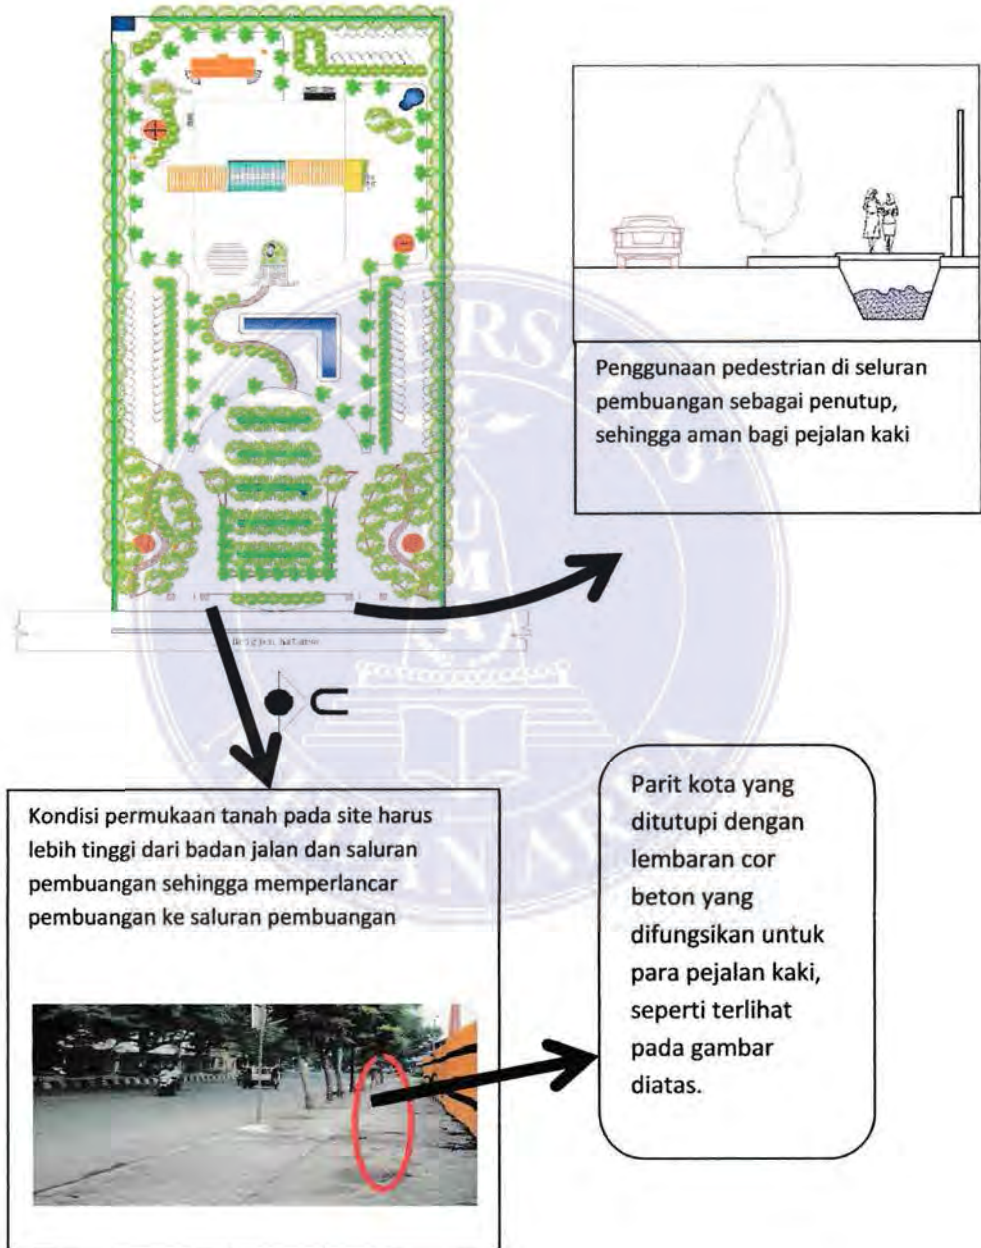 Penggunaan pedestrian di seluran
pembuangan sebagai penutup,
sehingga aman bagi pejalan kaki
Kondisi permukaan tanah pada site harus
lebih tinggi dari badan jalan dan saluran
pembuangan sehingga memperlancar
pembuangan ke saluran pembuangan
Parit kota yang
ditutupi dengan
lembaran cor
beton yang
difungsikan untuk
para pejalan kaki,
seperti terlihat
pada gambar
diatas.
UMA